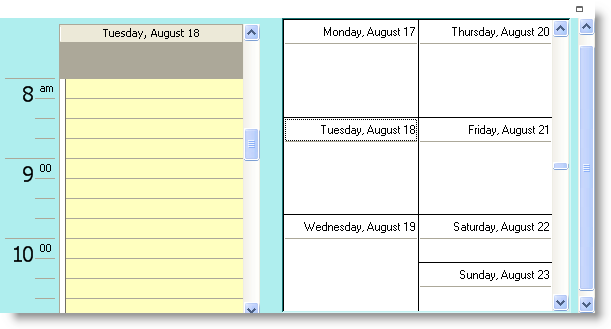 Tuesday, August 18
8 am
9 00
10 00
Monday, August 17
Thursday, August 20
Tuesday, August 18
Friday, August 21
Wednesday, August 19
Saturday, August 22
Sunday, August 23